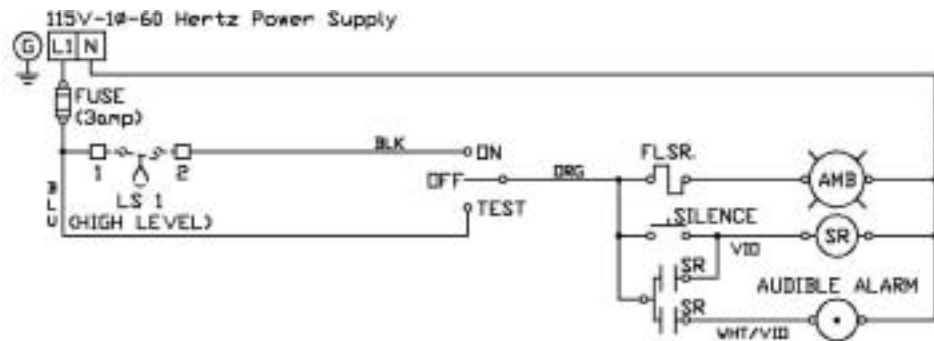 115V-1ø-60 Hertz Power Supply
G L1 N
FUSE
(3amp)
BLK
ON
FLSR.
1 2
OFF
ORG
AMB
LS 1
TEST
BLU
(HIGH LEVEL)
SILENCE
SR
VIO
SR
AUDIBLE ALARM
SR
WHT/VIO